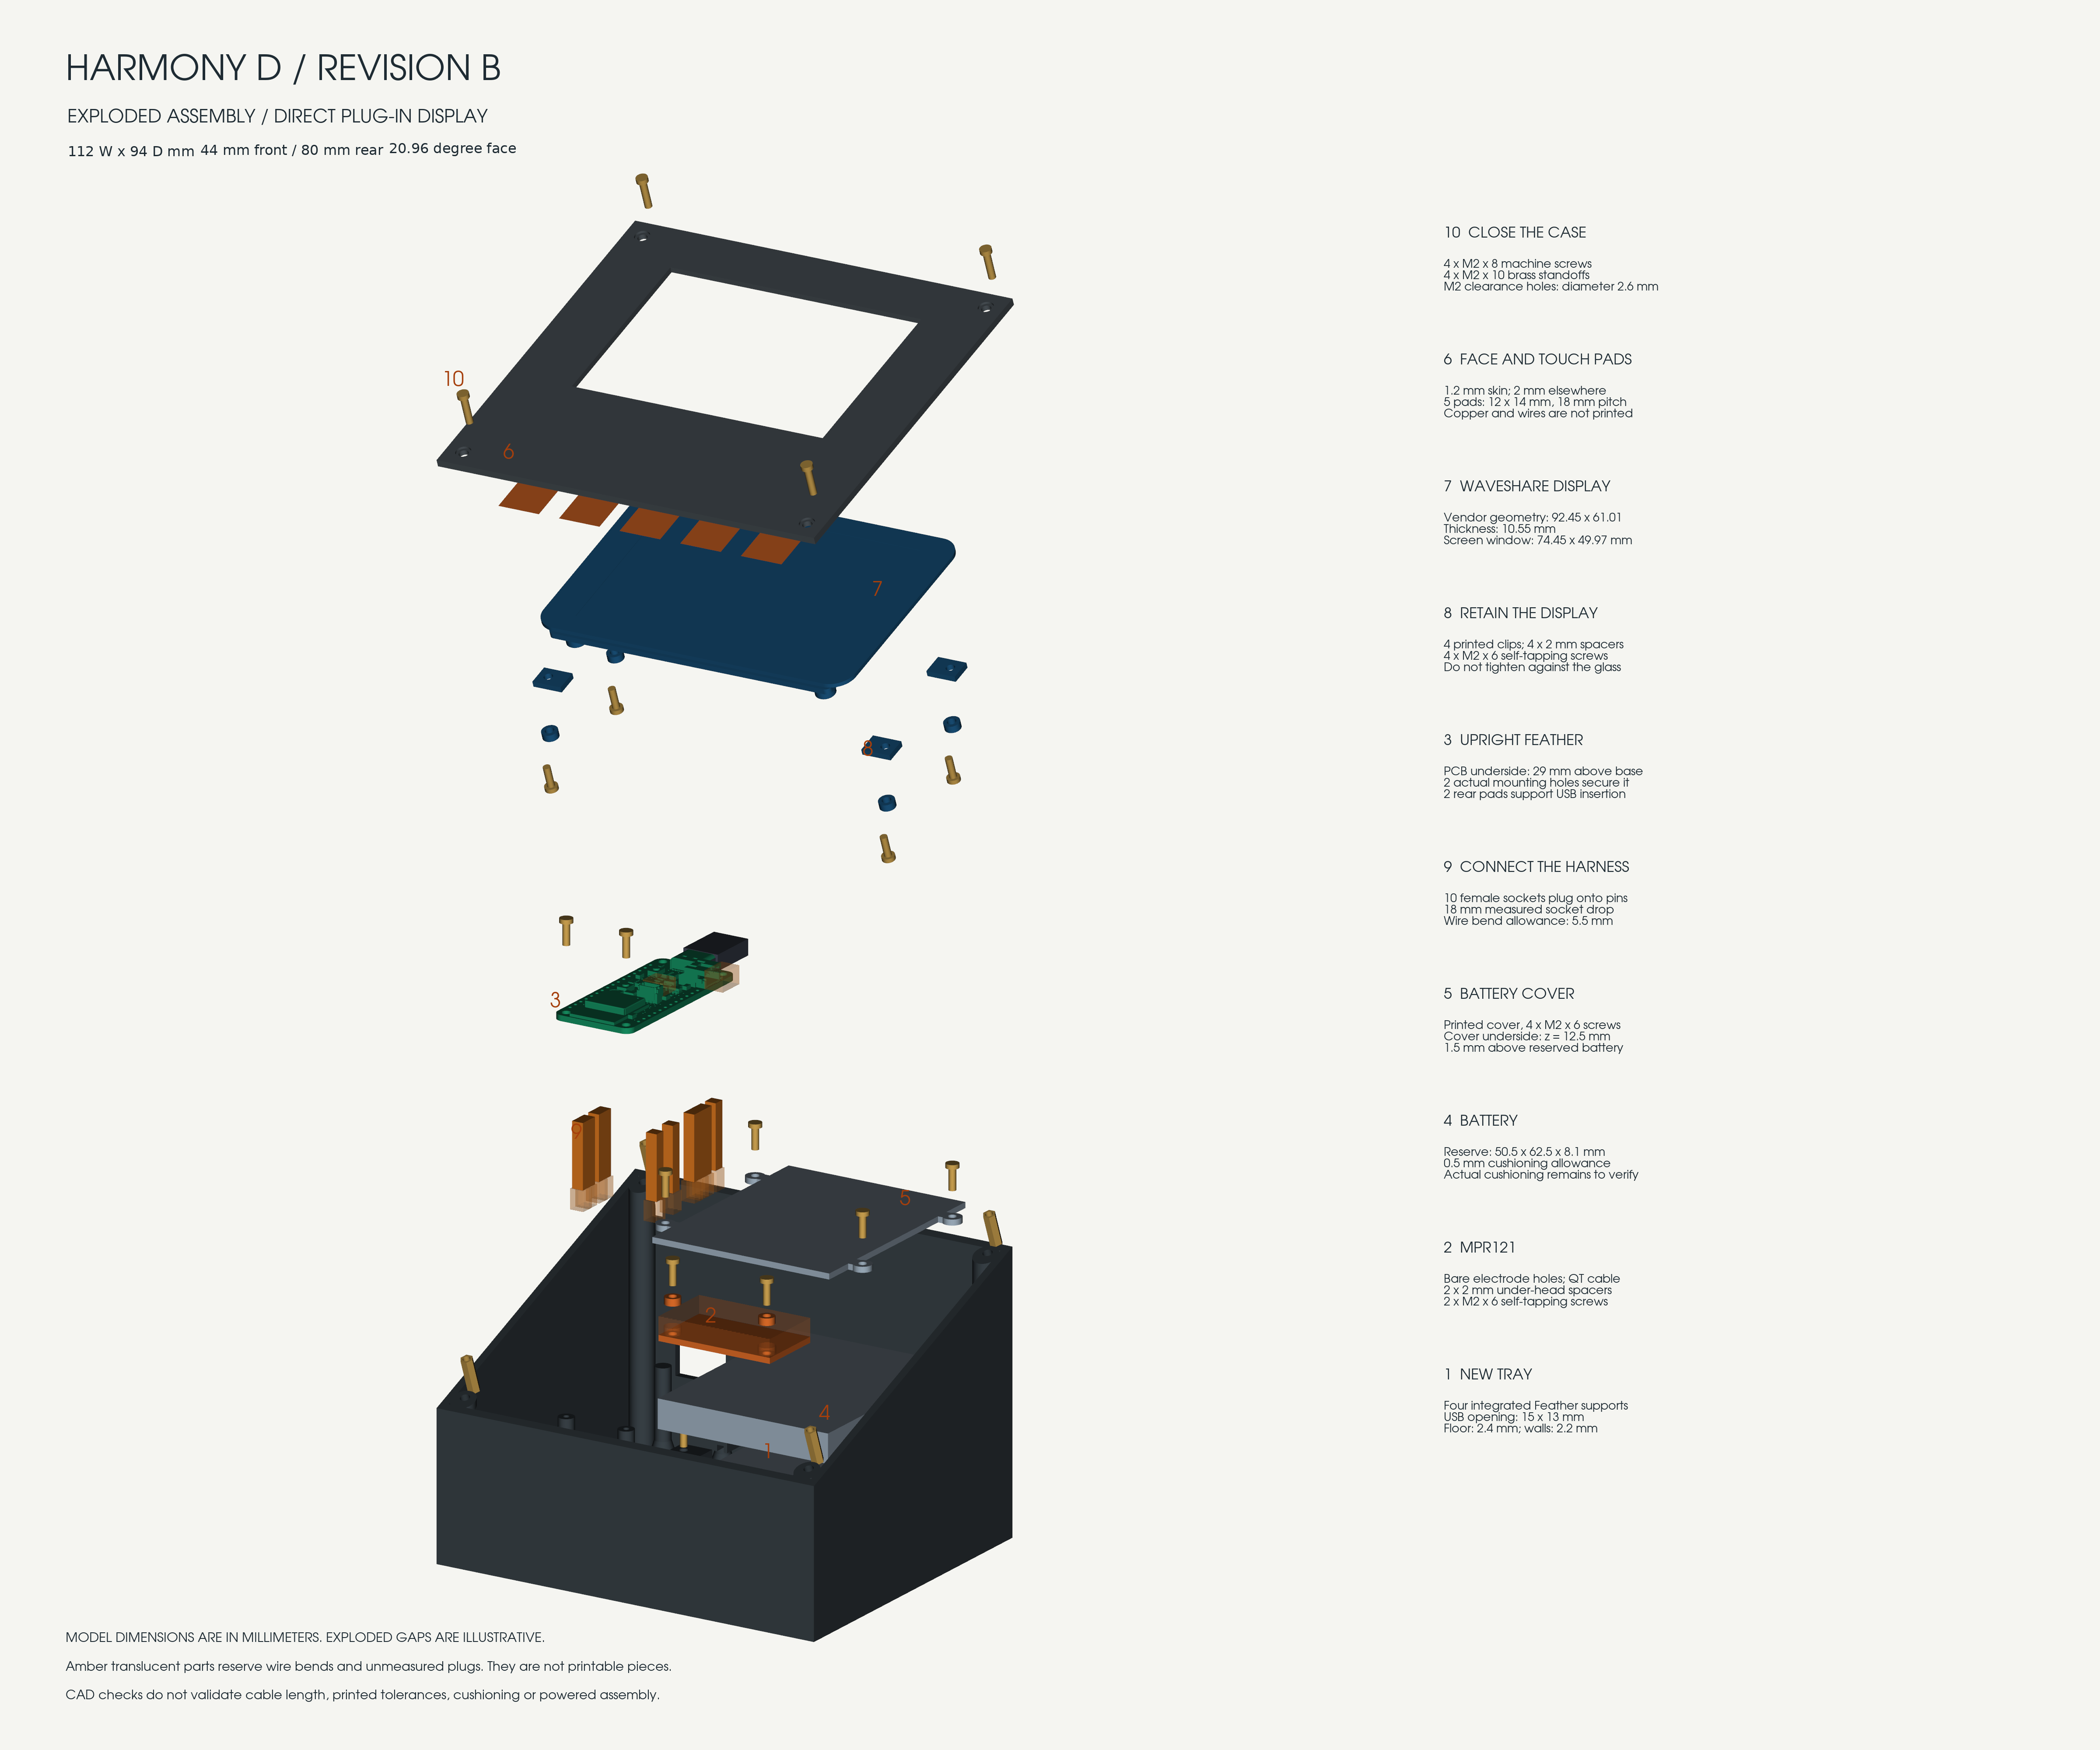 HARMONY D / REVISION B
EXPLODED ASSEMBLY / DIRECT PLUG-IN DISPLAY
112 W x 94 D mm 44 mm front / 80 mm rear 20.96 degree face
10
6
7
8
3
9
5
2
4
1
10 CLOSE THE CASE
4 x M2 x 8 machine screws
4 x M2 x 10 brass standoffs
M2 clearance holes: diameter 2.6 mm
6 FACE AND TOUCH PADS
1.2 mm skin; 2 mm elsewhere
5 pads: 12 x 14 mm, 18 mm pitch
Copper and wires are not printed
7 WAVESHARE DISPLAY
Vendor geometry: 92.45 x 61.01
Thickness: 10.55 mm
Screen window: 74.45 x 49.97 mm
8 RETAIN THE DISPLAY
4 printed clips; 4 x 2 mm spacers
4 x M2 x 6 self-tapping screws
Do not tighten against the glass
3 UPRIGHT FEATHER
PCB underside: 29 mm above base
2 actual mounting holes secure it
2 rear pads support USB insertion
9 CONNECT THE HARNESS
10 female sockets plug onto pins
18 mm measured socket drop
Wire bend allowance: 5.5 mm
5 BATTERY COVER
Printed cover, 4 x M2 x 6 screws
Cover underside: z = 12.5 mm
1.5 mm above reserved battery
4 BATTERY
Reserve: 50.5 x 62.5 x 8.1 mm
0.5 mm cushioning allowance
Actual cushioning remains to verify
2 MPR121
Bare electrode holes; QT cable
2 x 2 mm under-head spacers
2 x M2 x 6 self-tapping screws
1 NEW TRAY
Four integrated Feather supports
USB opening: 15 x 13 mm
Floor: 2.4 mm; walls: 2.2 mm
MODEL DIMENSIONS ARE IN MILLIMETERS. EXPLODED GAPS ARE ILLUSTRATIVE.
Amber translucent parts reserve wire bends and unmeasured plugs. They are not printable pieces.
CAD checks do not validate cable length, printed tolerances, cushioning or powered assembly.